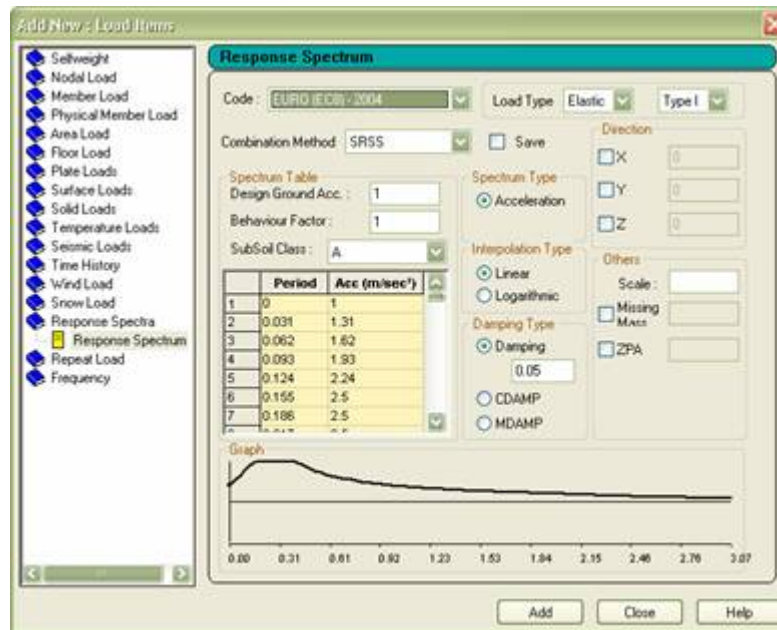 Add New : Load Items
Selfweight
Nodal Load
Member Load
Physical Member Load
Area Load
Floor Load
Plate Loads
Surface Loads
Solid Loads
Temperature Loads
Seismic Loads
Time History
Wind Load
Snow Load
Response Spectra
Response Spectrum
Repeat Load
Frequency
Response Spectrum
Code : EURO (EC8) - 2004 Load Type Elastic Type I
Combination Method SRSS Save
Direction
X 0
Y 0
Z 0
Spectrum Table
Design Ground Acc. : 1
Behaviour Factor : 1
SubSoil Class : A
Period Acc (m/sec²)
1 0 1
2 0.031 1.31
3 0.062 1.62
4 0.093 1.93
5 0.124 2.24
6 0.155 2.5
7 0.186 2.5
Spectrum Type
Acceleration
Interpolation Type
Linear
Logarithmic
Damping Type
Damping
0.05
CDAMP
MDAMP
Others
Scale :
Missing
Mass
ZPA
Graph
0.00 0.31 0.61 0.92 1.23 1.53 1.84 2.15 2.46 2.76 3.07
Add Close Help